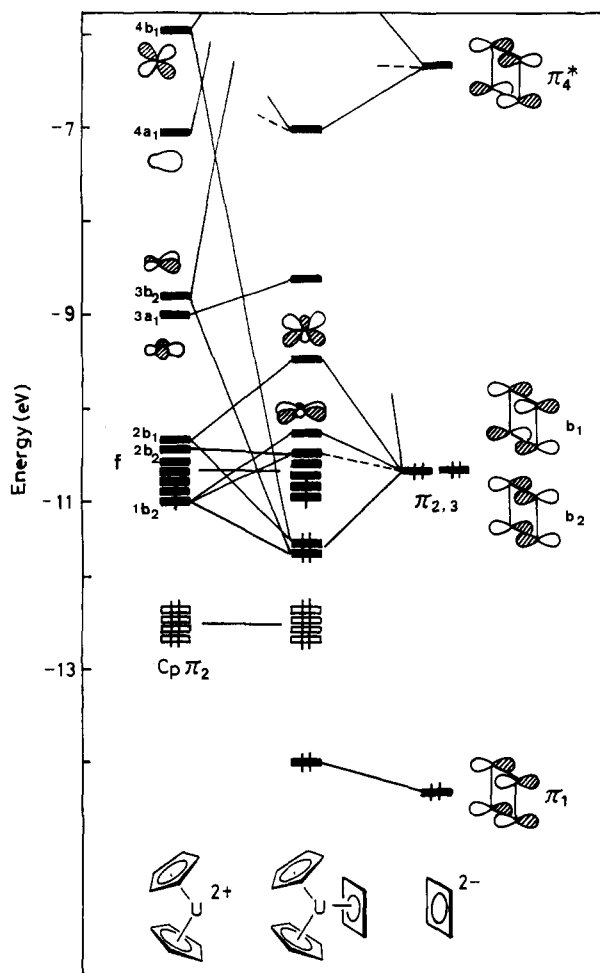 4b₁
π₄*
-7
4a₁
3b₂
-9
3a₁
Energy (eV)
b₁
2b₁
2b₂
f
-11
1b₂
π₂,₃
b₂
Cp π₂
-13
π₁
U 2+
U
2-